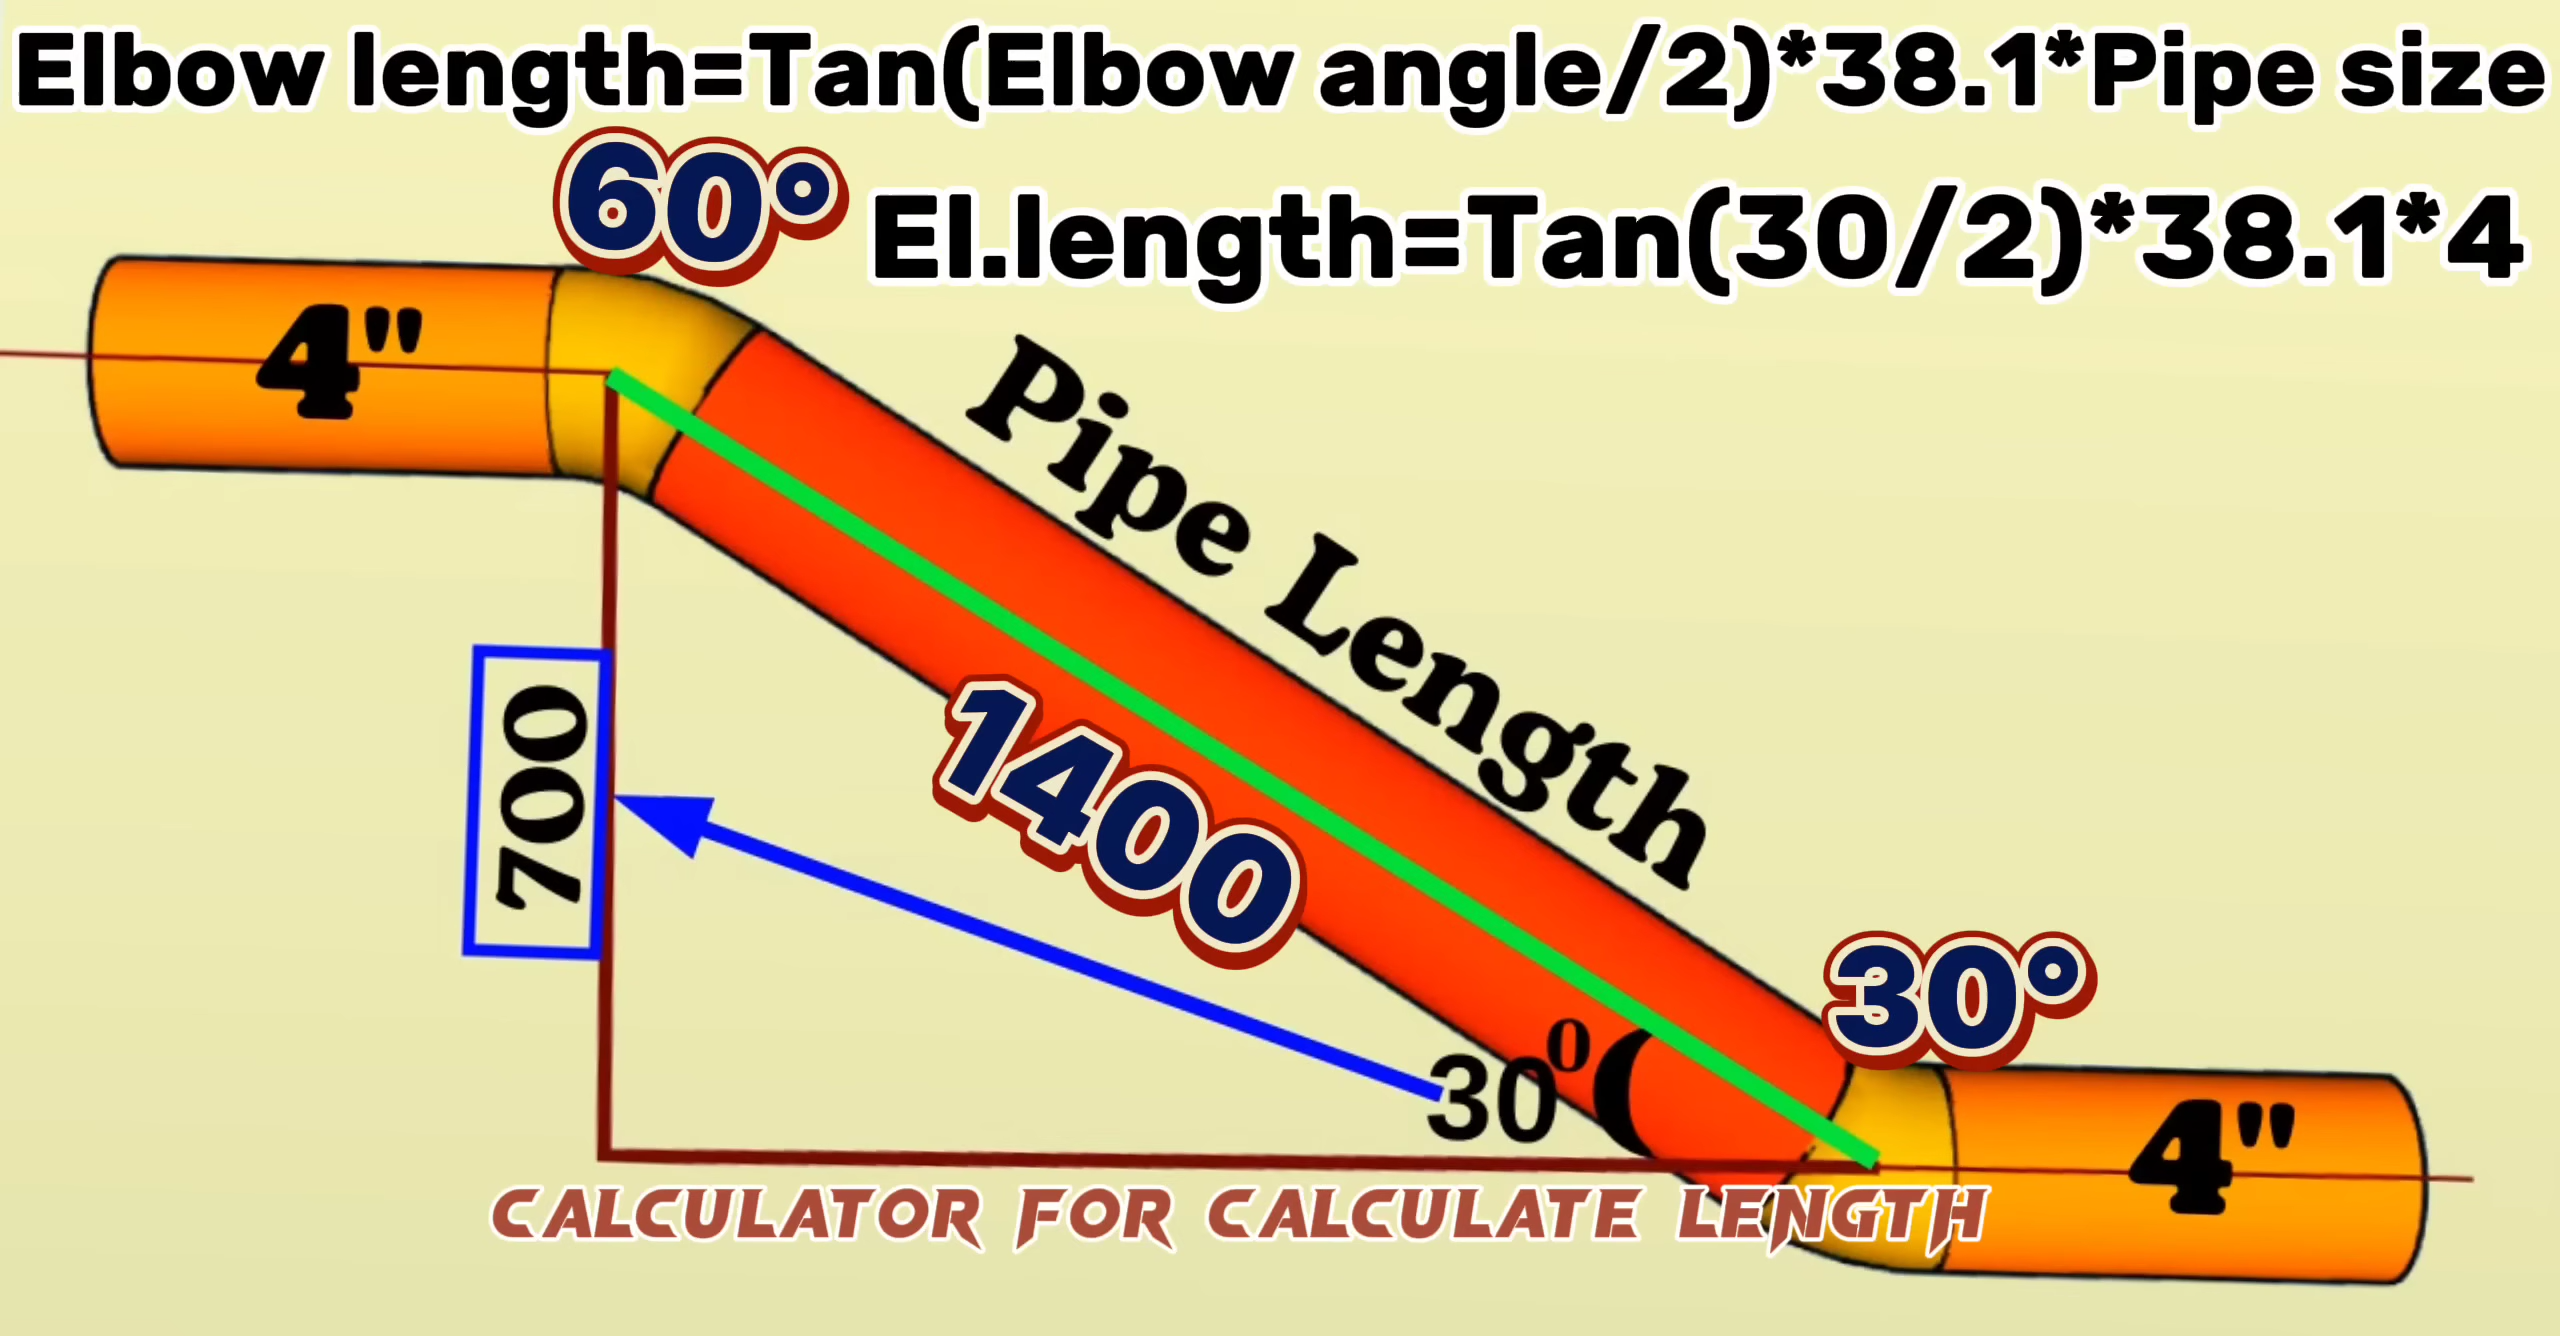 Elbow length=Tan(Elbow angle/2)*38.1*Pipe size
60°
El.length=Tan(30/2)*38.1*4
4"
Pipe Length
700
1400
30°
30⁰
4"
CALCULATOR FOR CALCULATE LENGTH